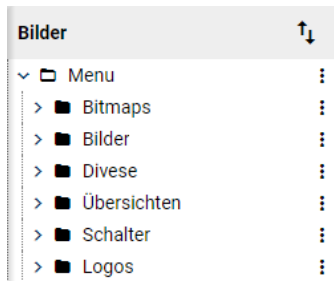 Bilder
Menu
Bitmaps
Bilder
Divese
Übersichten
Schalter
Logos